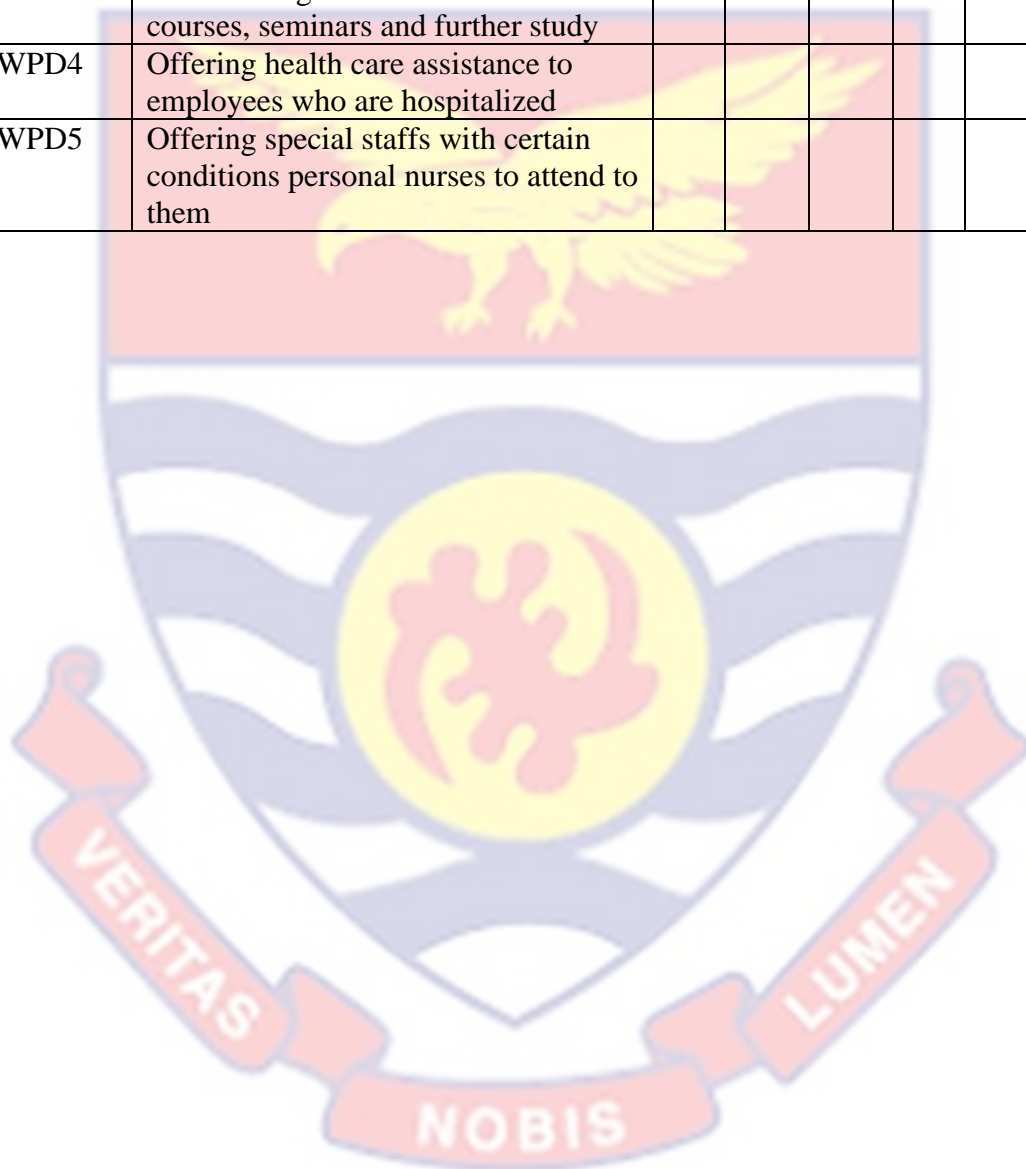 courses, seminars and further study
WPD4 Offering health care assistance to
employees who are hospitalized
WPD5 Offering special staffs with certain
conditions personal nurses to attend to
them
VERITAS
NOBIS
LUMEN